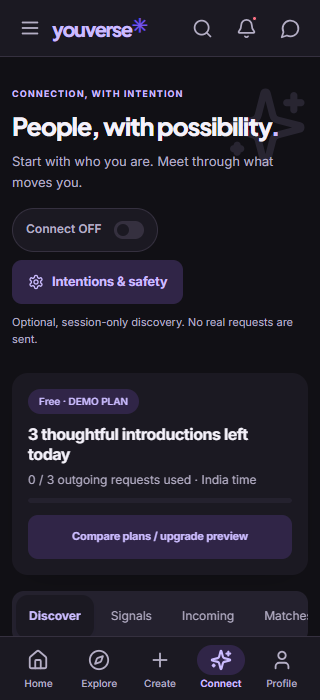 youverse
CONNECTION, WITH INTENTION
People, with possibility.
Start with who you are. Meet through what
moves you.
Connect OFF
Intentions & safety
Optional, session-only discovery. No real requests are
sent.
Free · DEMO PLAN
3 thoughtful introductions left
today
0 / 3 outgoing requests used · India time
Compare plans / upgrade preview
Discover Signals Incoming Matche
Home Explore Create Connect Profile